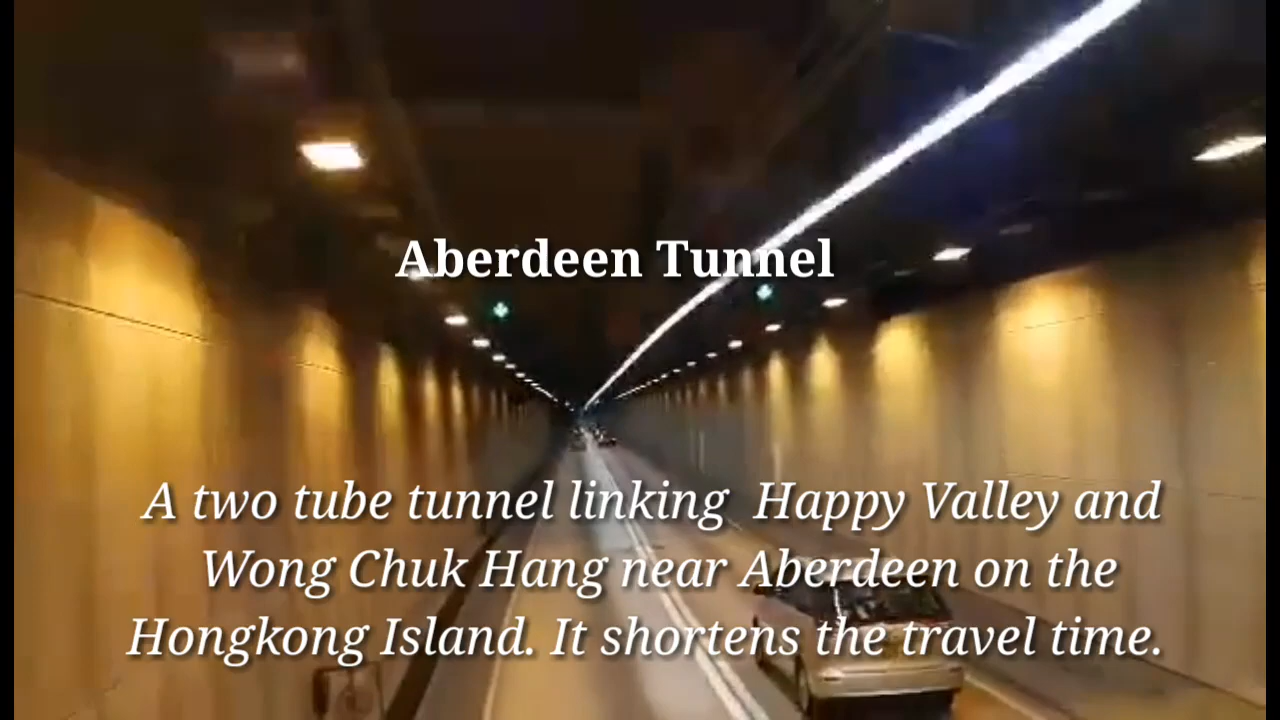 Aberdeen Tunnel
A two tube tunnel linking  Happy Valley and
Wong Chuk Hang near Aberdeen on the
Hongkong Island. It shortens the travel time.